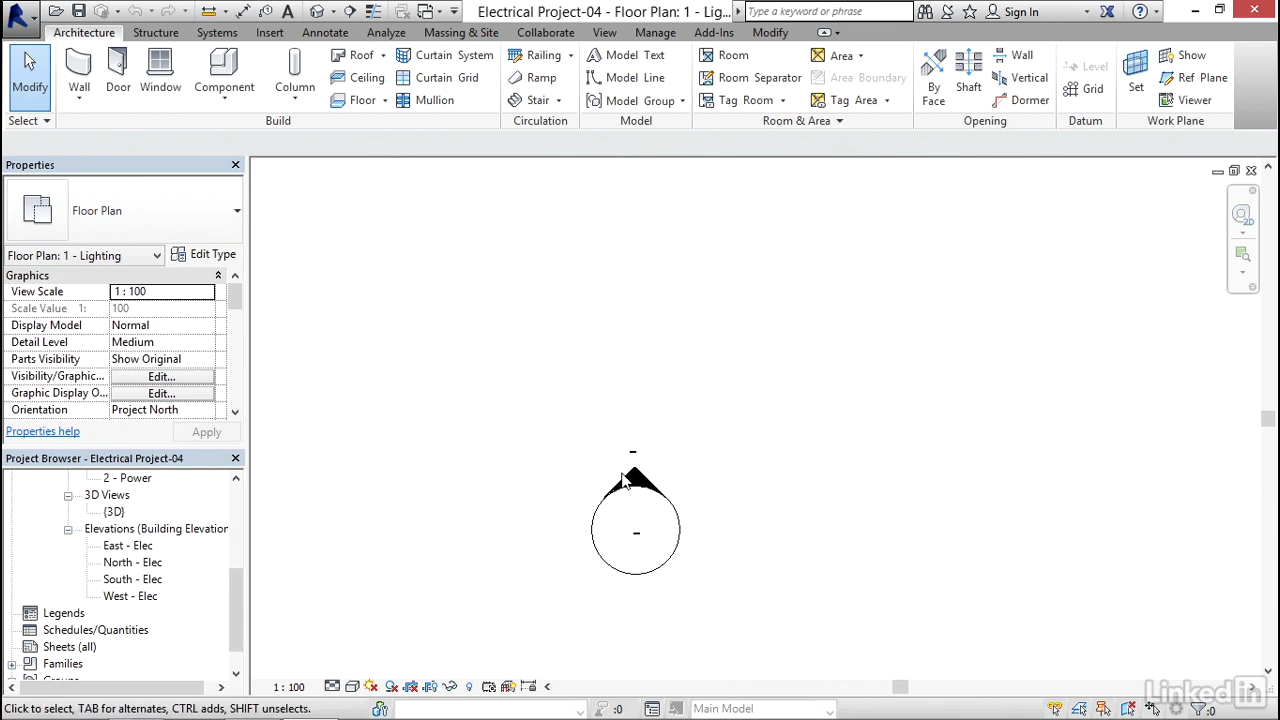 Electrical Project-04 - Floor Plan: 1 - Lig...
Type a keyword or phrase
Sign In
Architecture Structure Systems Insert Annotate Analyze Massing & Site Collaborate View Manage Add-Ins Modify
Modify
Wall
Door
Window
Component
Column
Roof
Ceiling
Floor
Curtain System
Curtain Grid
Mullion
Railing
Ramp
Stair
Model Text
Model Line
Model Group
Room
Room Separator
Tag Room
Area
Area Boundary
Tag Area
By
Face
Shaft
Wall
Vertical
Dormer
Level
Grid
Set
Show
Ref Plane
Viewer
Select Build Circulation Model Room & Area Opening Datum Work Plane
Properties
Floor Plan
Floor Plan: 1 - Lighting Edit Type
Graphics
View Scale 1 : 100
Scale Value 1: 100
Display Model Normal
Detail Level Medium
Parts Visibility Show Original
Visibility/Graphic... Edit...
Graphic Display O... Edit...
Orientation Project North
Properties help Apply
Project Browser - Electrical Project-04
2 - Power
3D Views
{3D}
Elevations (Building Elevation
East - Elec
North - Elec
South - Elec
West - Elec
Legends
Schedules/Quantities
Sheets (all)
Families
2D
1 : 100
Click to select, TAB for alternates, CTRL adds, SHIFT unselects.
:0
Main Model
:0
LinkedIn